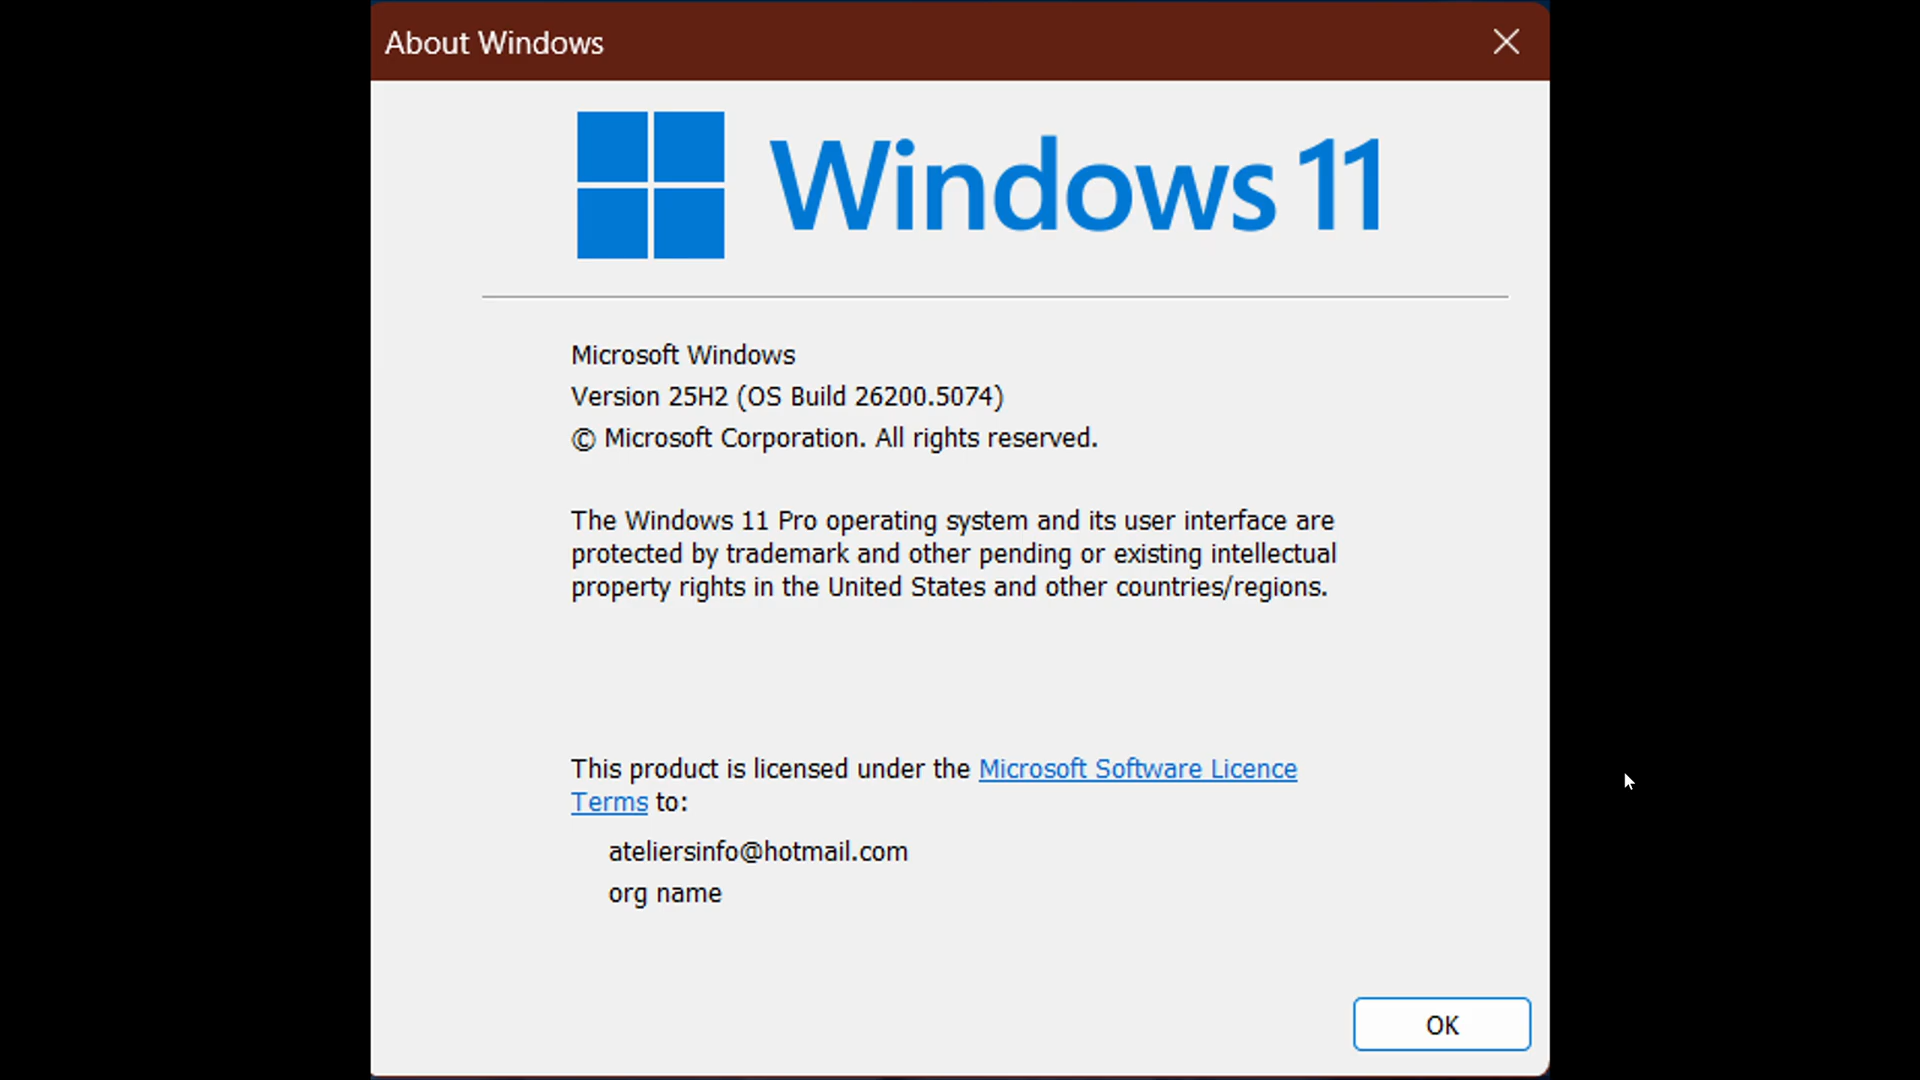 About Windows
Windows 11
Microsoft Windows
Version 25H2 (OS Build 26200.5074)
© Microsoft Corporation. All rights reserved.
The Windows 11 Pro operating system and its user interface are
protected by trademark and other pending or existing intellectual
property rights in the United States and other countries/regions.
This product is licensed under the Microsoft Software Licence
Terms to:
ateliersinfo@hotmail.com
org name
OK